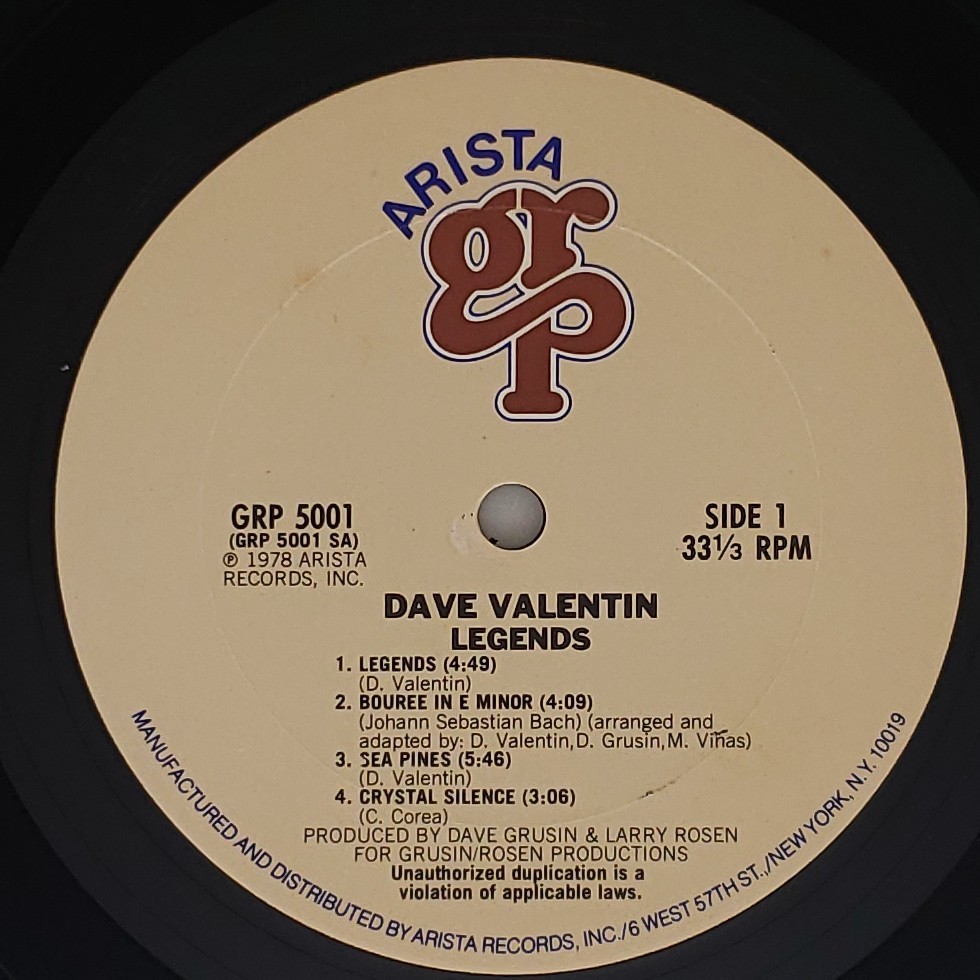 ARISTA
grp
GRP 5001
(GRP 5001 SA)
℗ 1978 ARISTA
RECORDS, INC.
SIDE 1
33⅓ RPM
DAVE VALENTIN
LEGENDS
1. LEGENDS (4:49)
(D. Valentin)
2. BOUREE IN E MINOR (4:09)
(Johann Sebastian Bach) (arranged and
adapted by: D. Valentin,D. Grusin,M. Viñas)
3. SEA PINES (5:46)
(D. Valentin)
4. CRYSTAL SILENCE (3:06)
(C. Corea)
PRODUCED BY DAVE GRUSIN & LARRY ROSEN
FOR GRUSIN/ROSEN PRODUCTIONS
Unauthorized duplication is a
violation of applicable laws.
MANUFACTURED AND DISTRIBUTED BY ARISTA RECORDS, INC./6 WEST 57TH ST.,/NEW YORK, N.Y. 10019